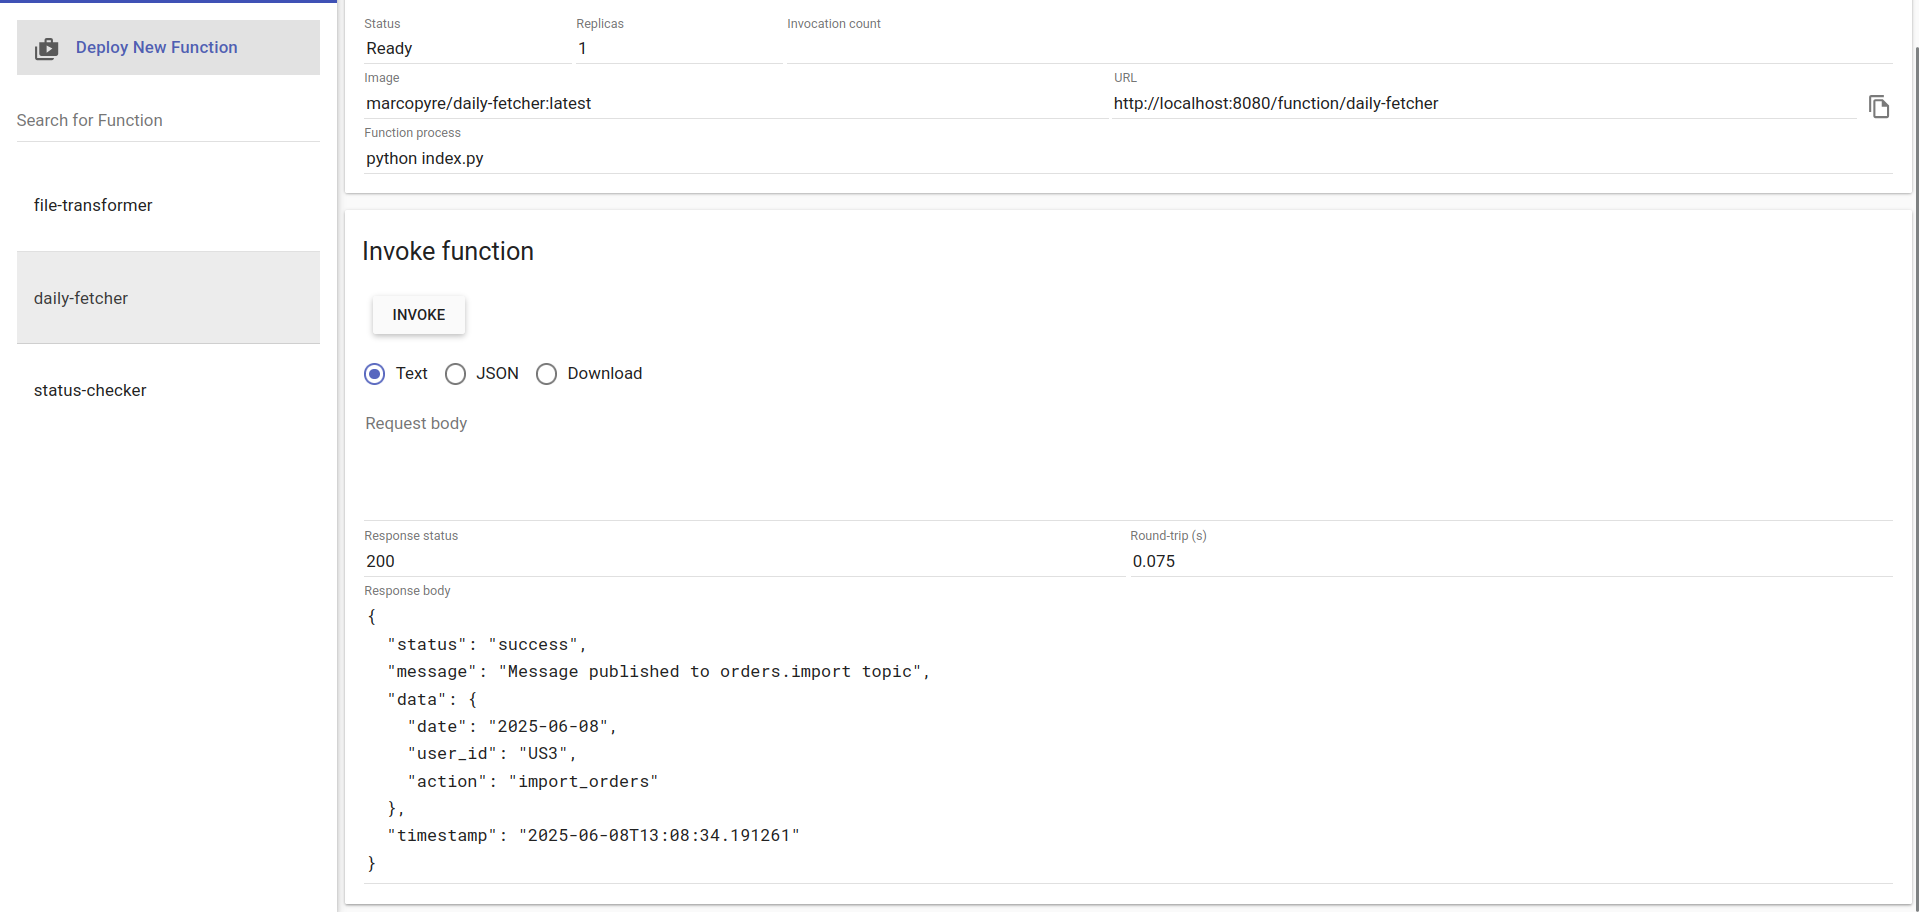 Deploy New Function
Search for Function
file-transformer
daily-fetcher
status-checker
Status
Replicas
Invocation count
Ready
1
Image
URL
marcopyre/daily-fetcher:latest
http://localhost:8080/function/daily-fetcher
Function process
python index.py
Invoke function
INVOKE
Text
JSON
Download
Request body
Response status
Round-trip (s)
200
0.075
Response body
{
  "status": "success",
  "message": "Message published to orders.import topic",
  "data": {
    "date": "2025-06-08",
    "user_id": "US3",
    "action": "import_orders"
  },
  "timestamp": "2025-06-08T13:08:34.191261"
}